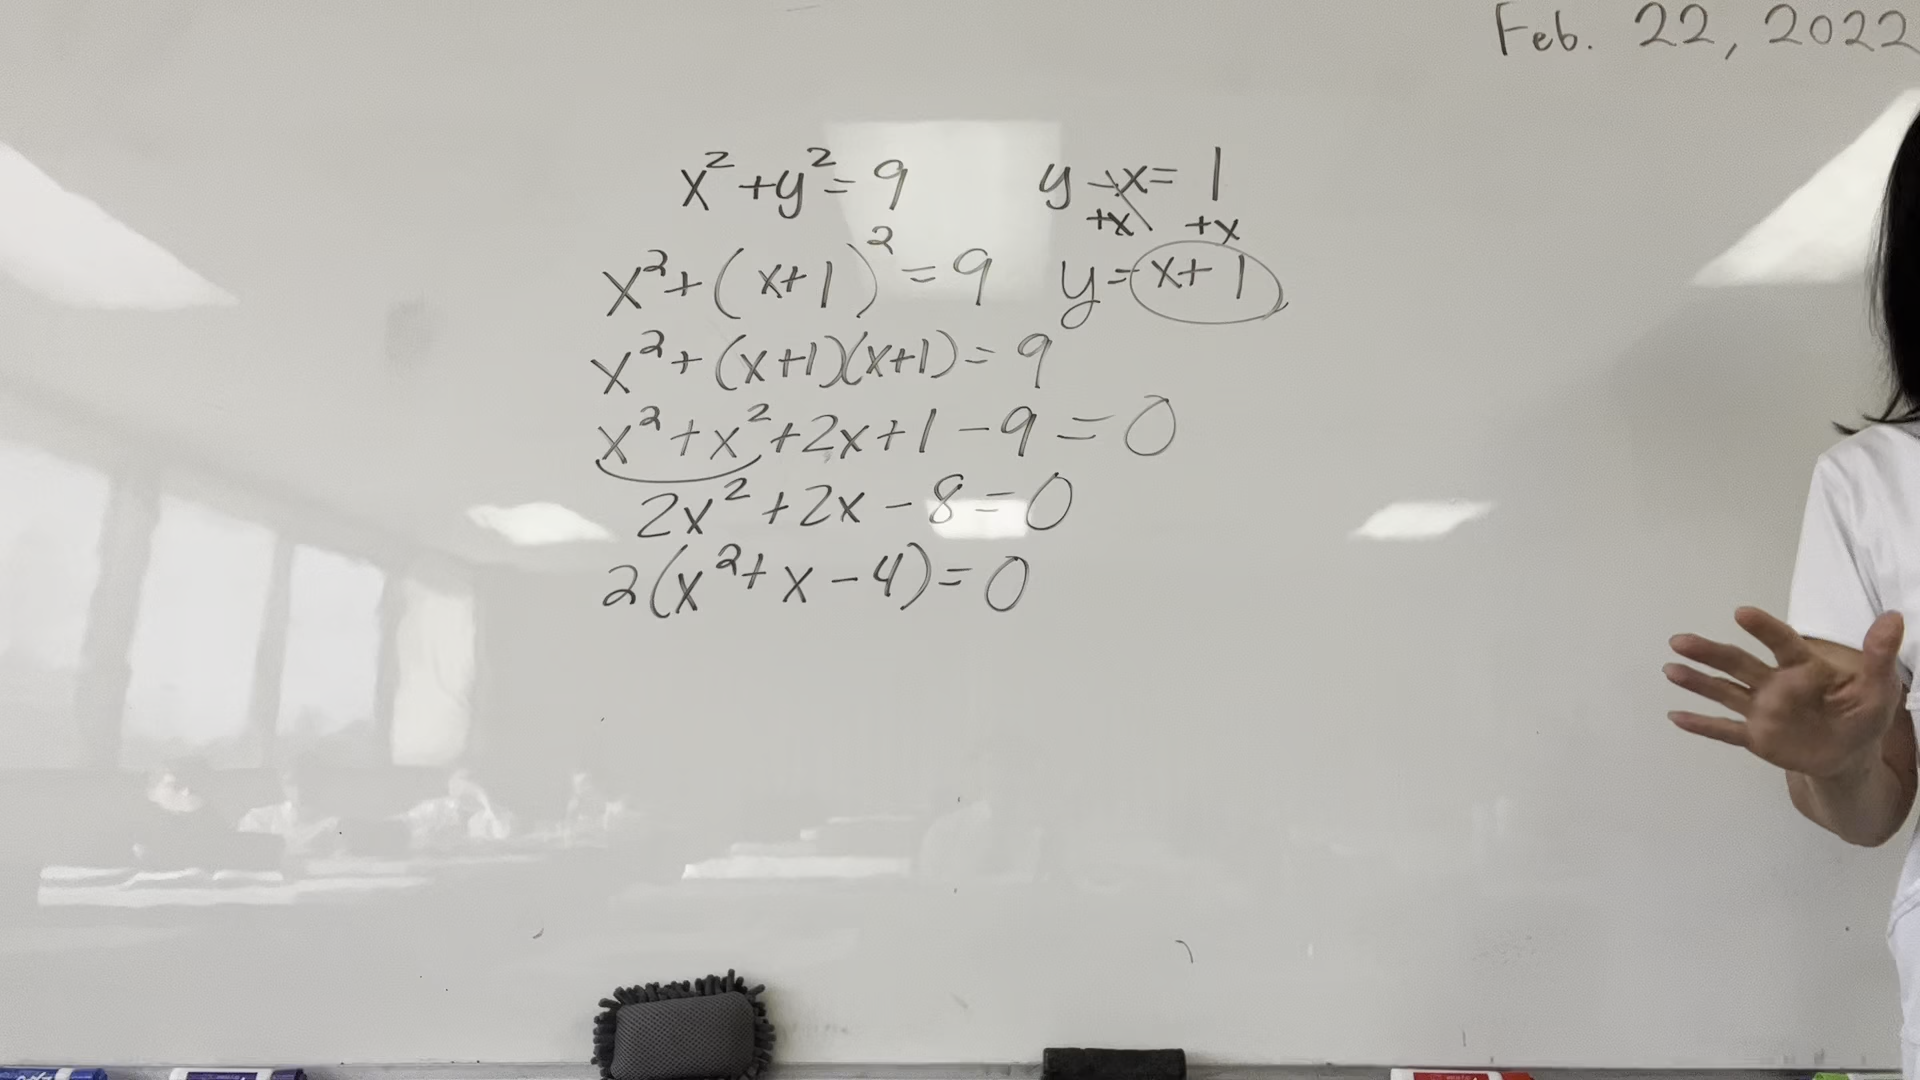 Feb. 22, 2022
x²+y²=9
y-x=1
+x +x
x²+(x+1)²=9
y=x+1
x²+(x+1)(x+1)=9
x²+x²+2x+1-9=0
2x²+2x-8=0
2(x²+x-4)=0